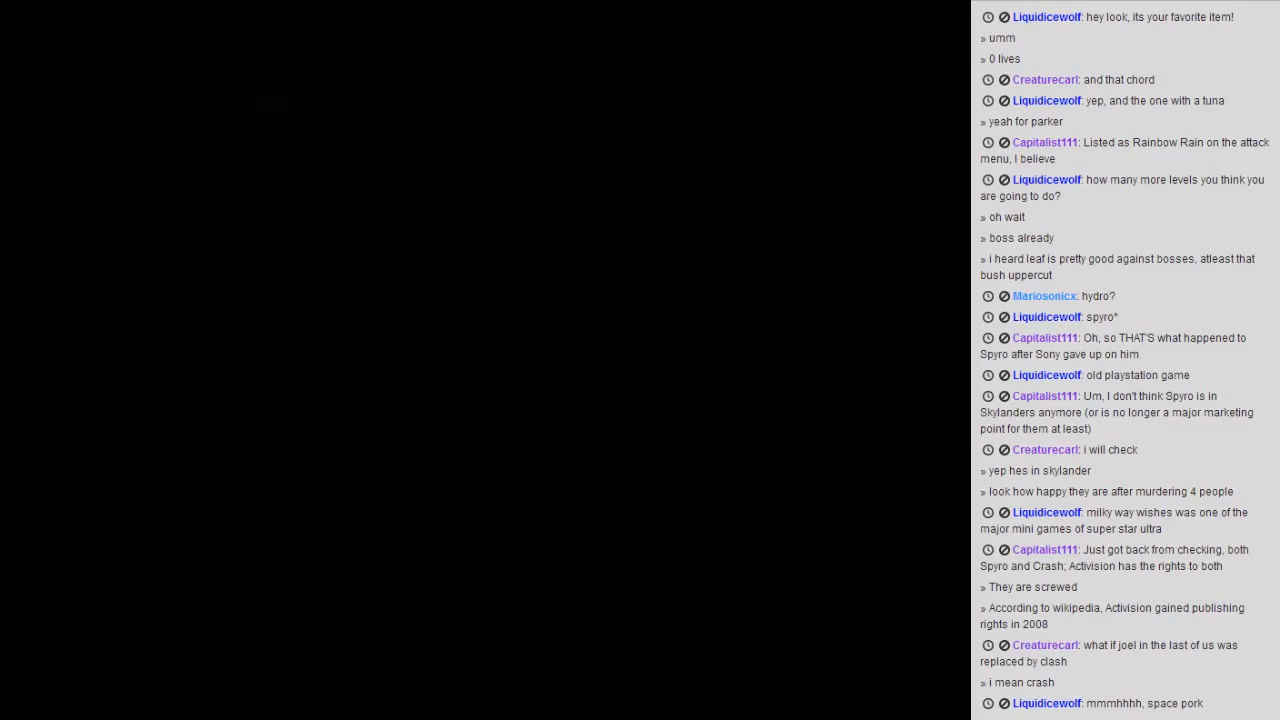 Liquidicewolf: hey look, its your favorite item!
» umm
» 0 lives
Creaturecarl: and that chord
Liquidicewolf: yep, and the one with a tuna
» yeah for parker
Capitalist111: Listed as Rainbow Rain on the attack
menu, I believe
Liquidicewolf: how many more levels you think you
are going to do?
» oh wait
» boss already
» i heard leaf is pretty good against bosses, atleast that
bush uppercut
Mariosonicx: hydro?
Liquidicewolf: spyro*
Capitalist111: Oh, so THAT'S what happened to
Spyro after Sony gave up on him
Liquidicewolf: old playstation game
Capitalist111: Um, I don't think Spyro is in
Skylanders anymore (or is no longer a major marketing
point for them at least)
Creaturecarl: i will check
» yep hes in skylander
» look how happy they are after murdering 4 people
Liquidicewolf: milky way wishes was one of the
major mini games of super star ultra
Capitalist111: Just got back from checking, both
Spyro and Crash; Activision has the rights to both
» They are screwed
» According to wikipedia, Activision gained publishing
rights in 2008
Creaturecarl: what if joel in the last of us was
replaced by clash
» i mean crash
Liquidicewolf: mmmhhhh, space pork